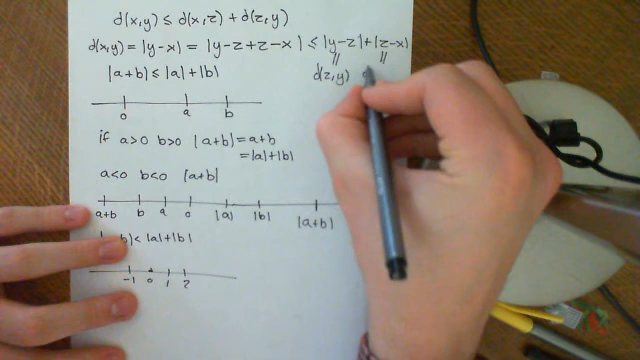 d(x,y) ≤ d(x,z) + d(z,y)
d(x,y) = |y-x| = |y-z+z-x| ≤ |y-z|+|z-x|
|a+b| ≤ |a|+|b|
d(z,y)
0 a b
if a>0 b>0 |a+b| = a+b
= |a|+|b|
a<0 b<0 |a+b|
a+b b a 0 |a| |b| |a+b|
b| < |a|+|b|
-1 0 1 2